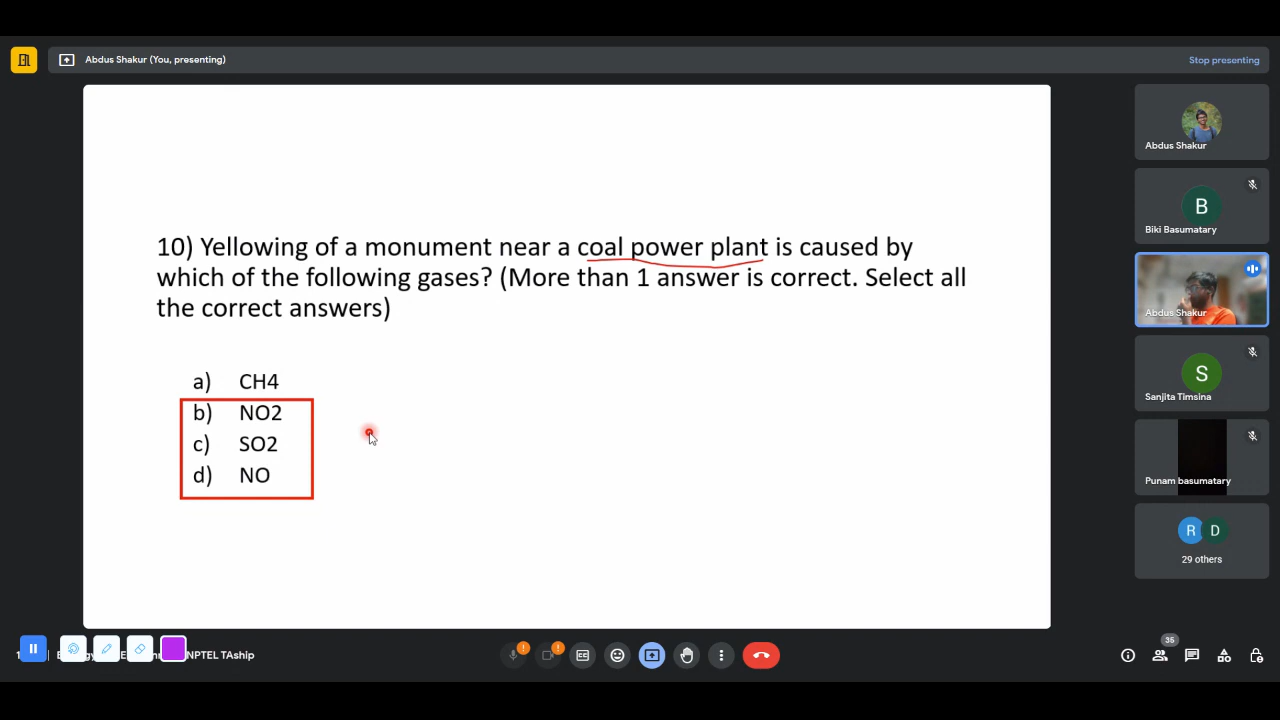 Abdus Shakur (You, presenting)
Stop presenting
10) Yellowing of a monument near a coal power plant is caused by
which of the following gases? (More than 1 answer is correct. Select all
the correct answers)
a) CH4
b) NO2
c) SO2
d) NO
Abdus Shakur
B
Biki Basumatary
Abdus Shakur
S
Sanjita Timsina
Punam basumatary
R D
29 others
NPTEL TAship
35